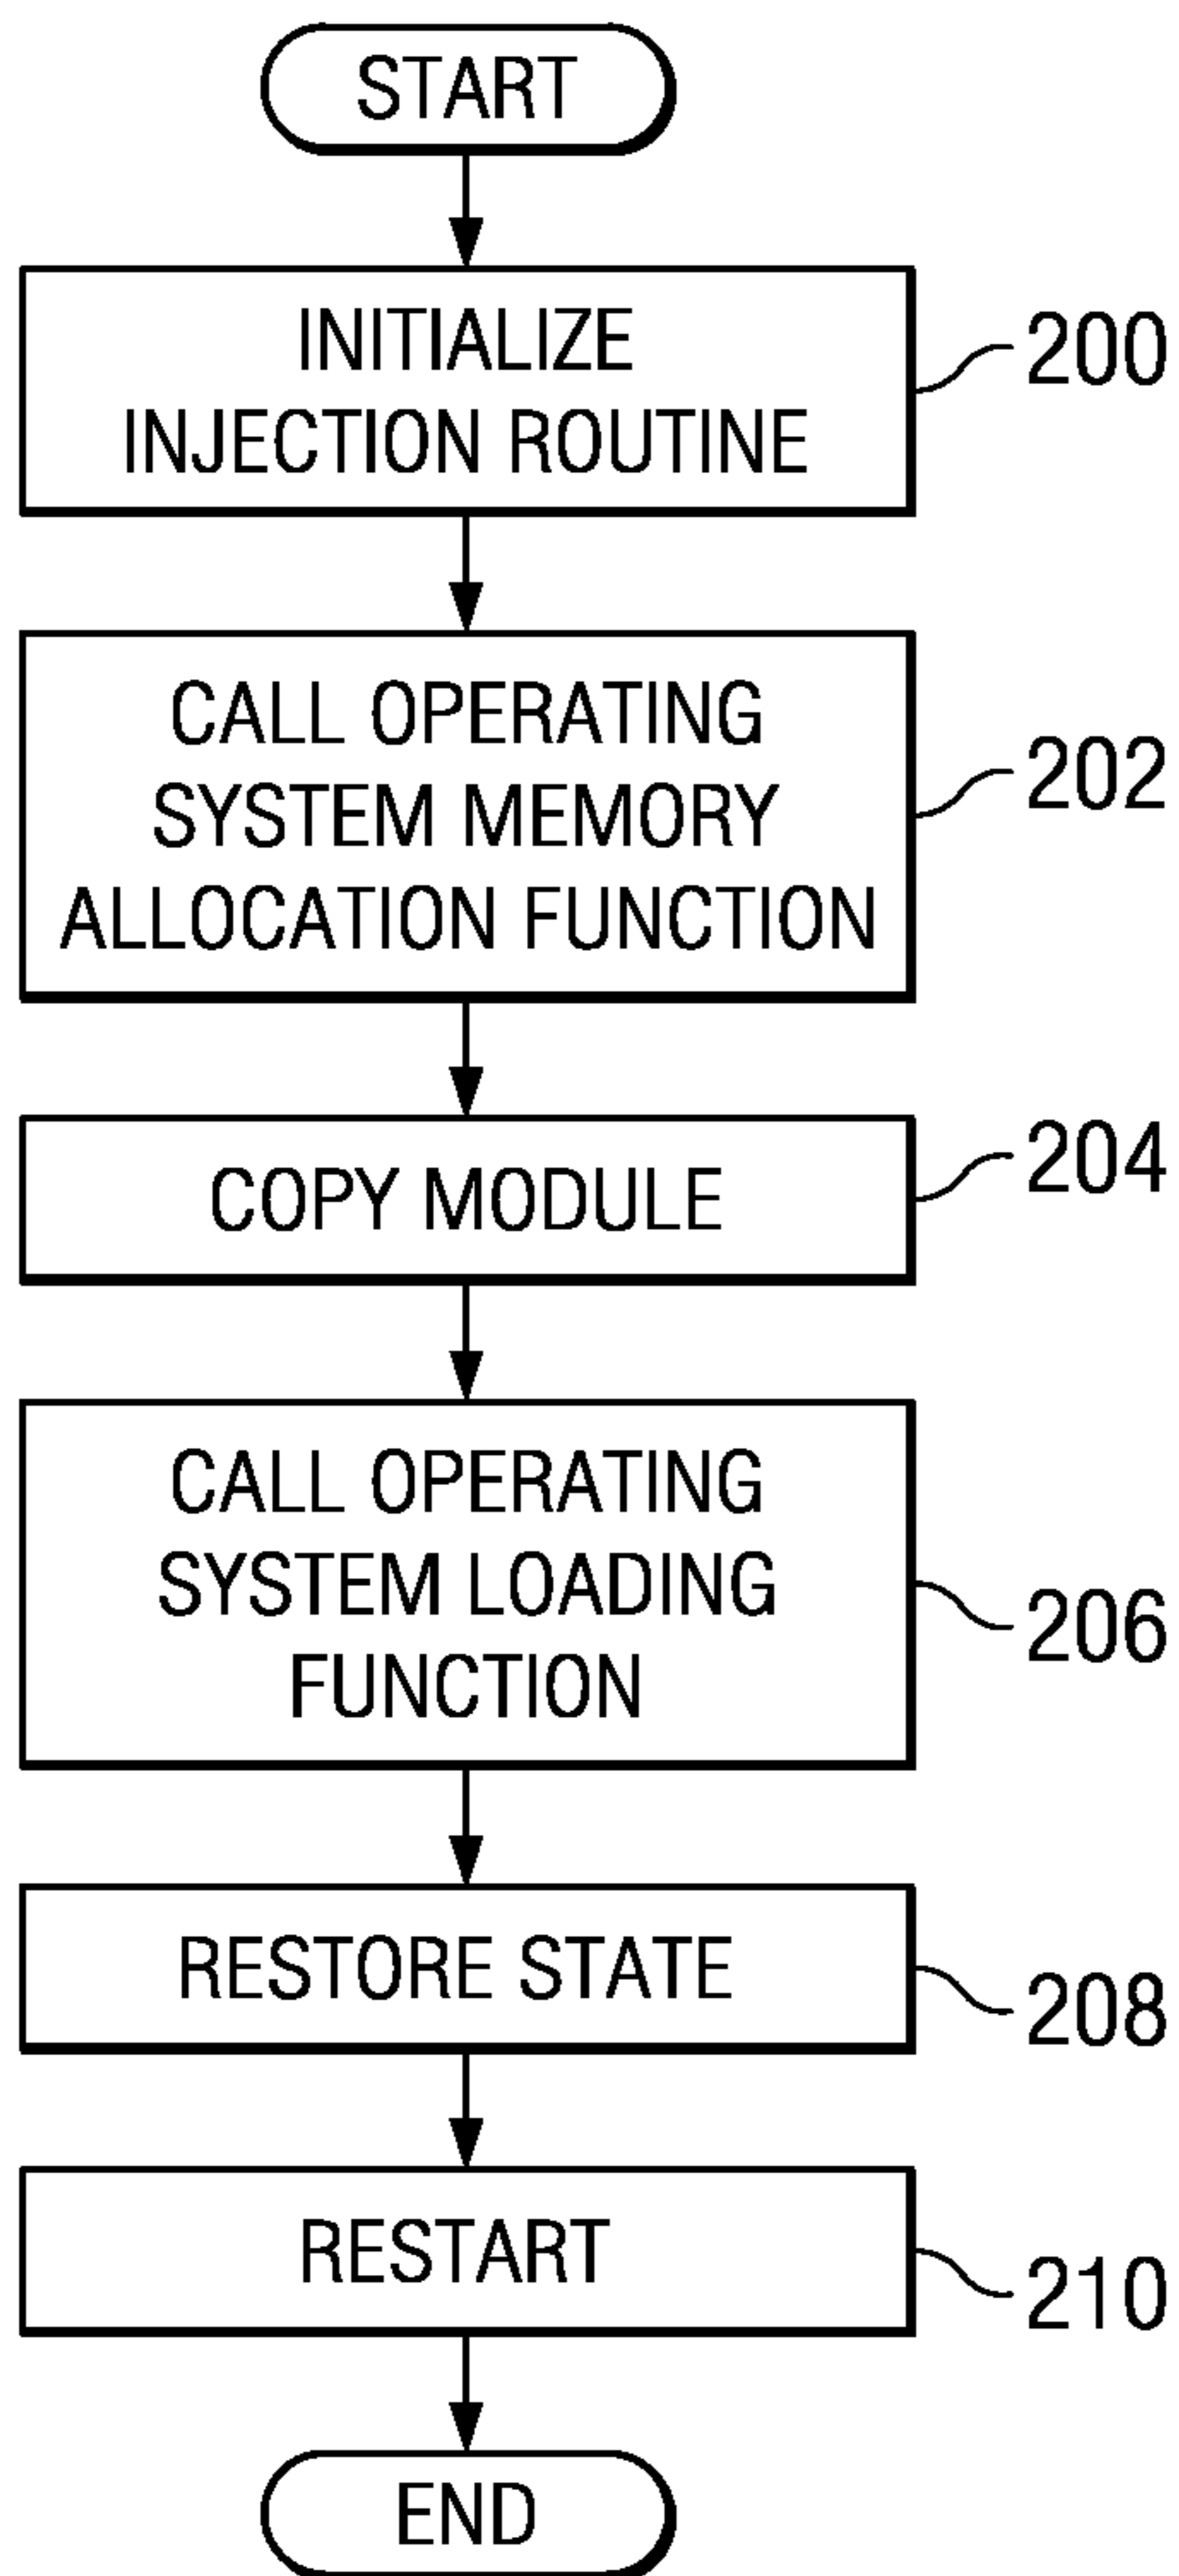 START
INITIALIZE
INJECTION ROUTINE
200
CALL OPERATING
SYSTEM MEMORY
ALLOCATION FUNCTION
202
COPY MODULE
204
CALL OPERATING
SYSTEM LOADING
FUNCTION
206
RESTORE STATE
208
RESTART
210
END